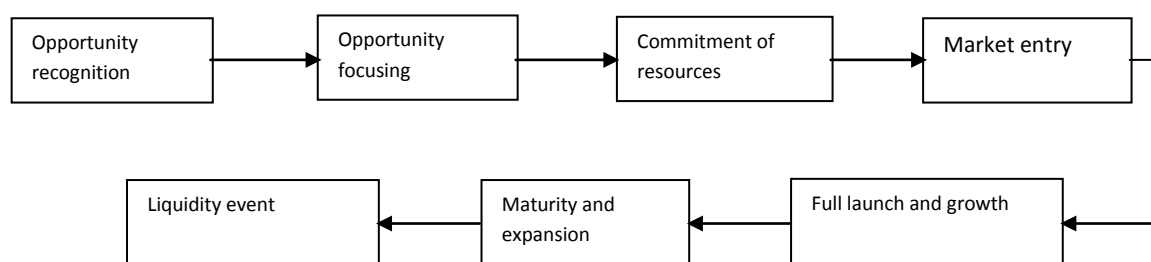 Opportunity
recognition
Opportunity
focusing
Commitment of
resources
Market entry
Full launch and growth
Maturity and
expansion
Liquidity event